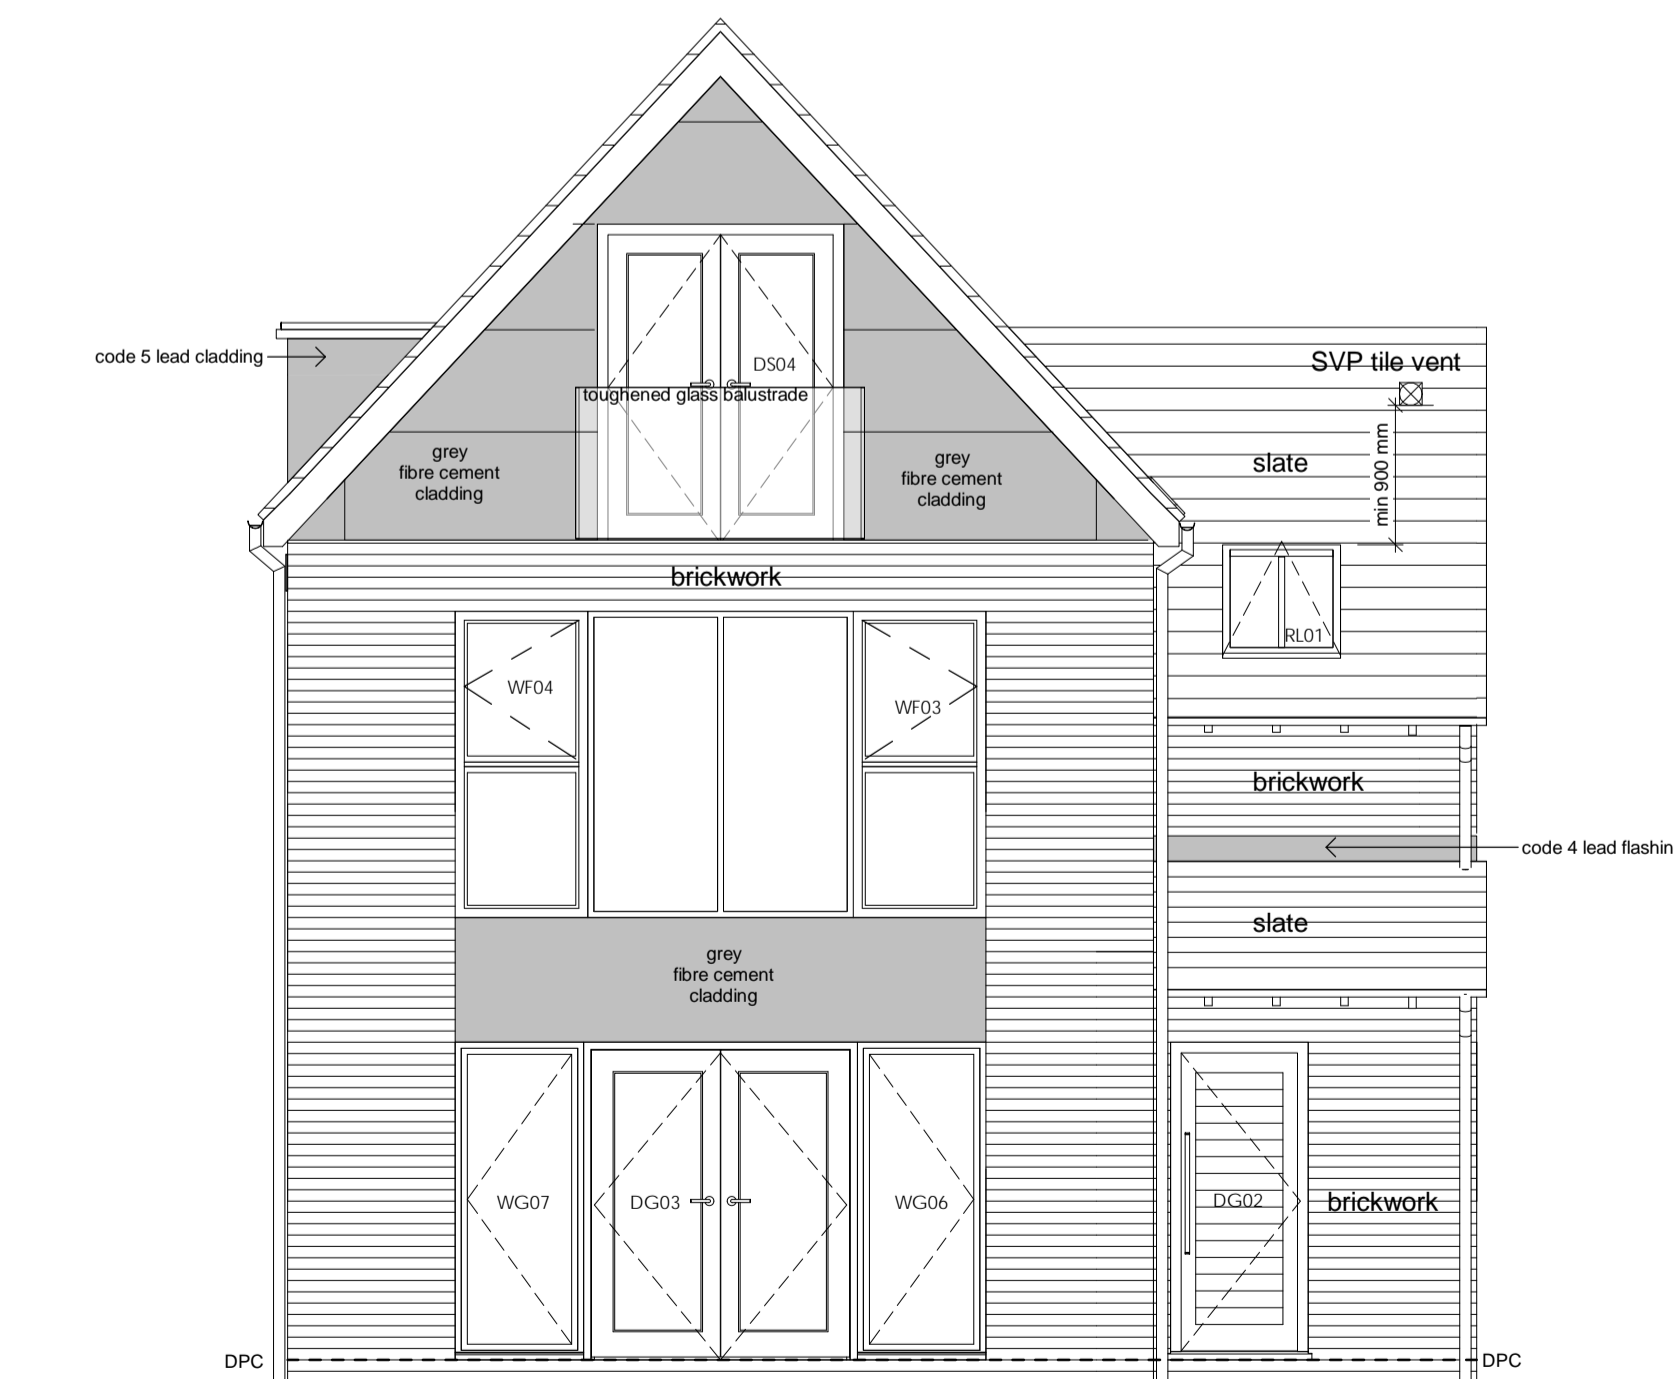 code 5 lead cladding
SVP tile vent
DS04
toughened glass balustrade
min 900 mm
slate
grey
fibre cement
cladding
grey
fibre cement
cladding
brickwork
RL01
WF04
WF03
brickwork
code 4 lead flashin
slate
grey
fibre cement
cladding
WG07
DG03
WG06
DG02
brickwork
DPC
DPC